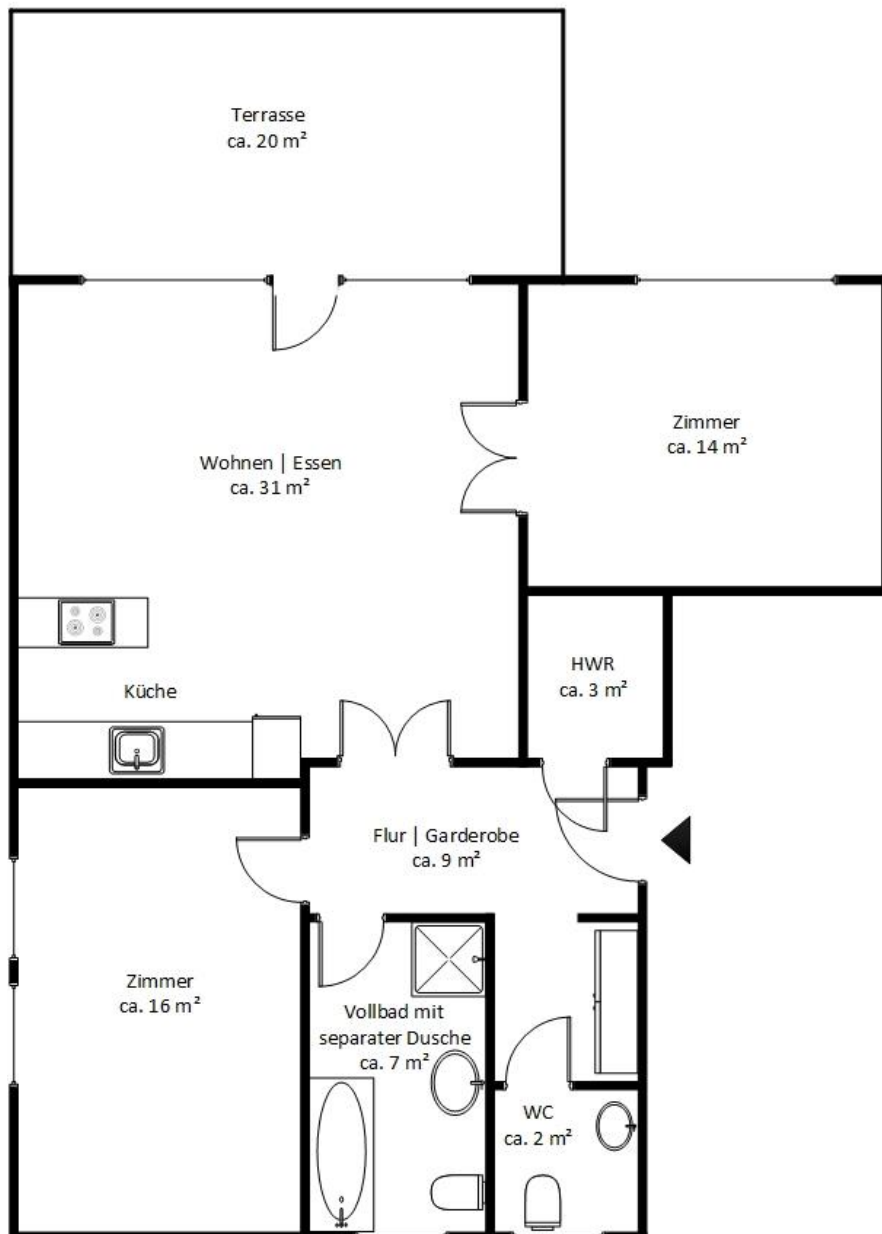 Terrasse
ca. 20 m²
Zimmer
ca. 14 m²
Wohnen | Essen
ca. 31 m²
HWR
ca. 3 m²
Küche
Flur | Garderobe
ca. 9 m²
Zimmer
ca. 16 m²
Vollbad mit
separater Dusche
ca. 7 m²
WC
ca. 2 m²